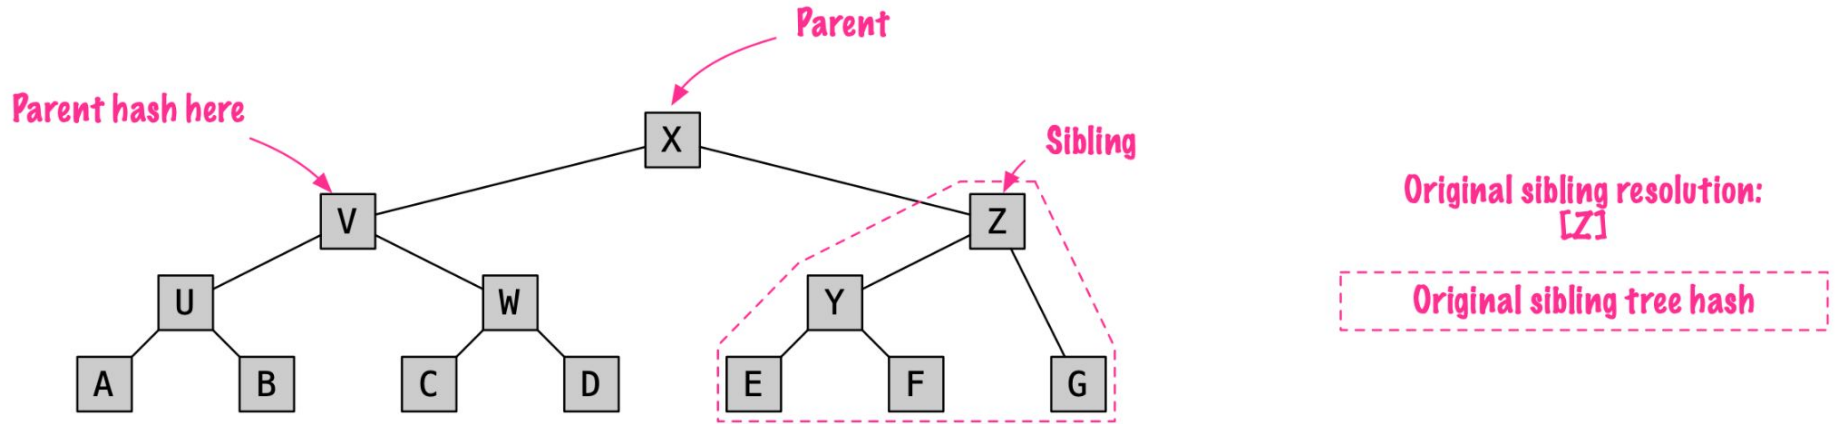 Parent
Parent hash here
X
Sibling
V
Z
Original sibling resolution:
[Z]
U
W
Y
Original sibling tree hash
A
B
C
D
E
F
G